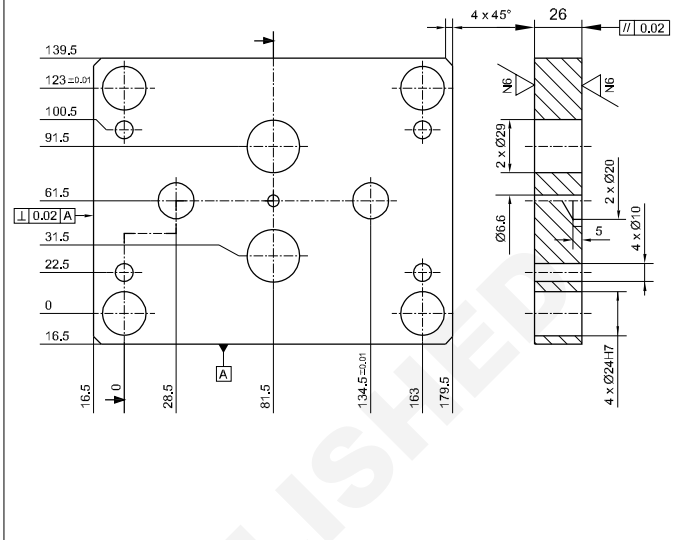 4 x 45°
26
// 0.02
139.5
123 ±0.01
100.5
91.5
61.5
⊥ 0.02 A
31.5
22.5
0
16.5
N6
N6
2 x Ø29
Ø6.6
2 x Ø20
5
4 x Ø10
4 x Ø24H7
A
16.5
0
28.5
81.5
134.5 ±0.01
163
179.5
LISHED